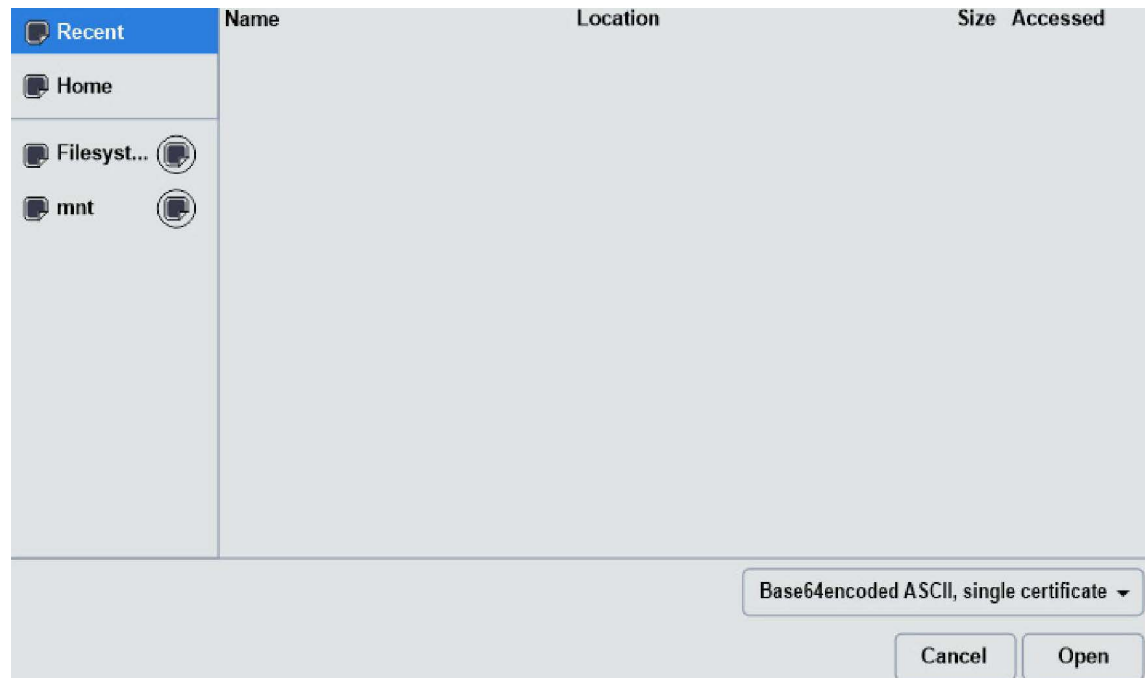 Recent
Name Location Size Accessed
Home
Filesyst...
mnt
Base64encoded ASCII, single certificate
Cancel Open